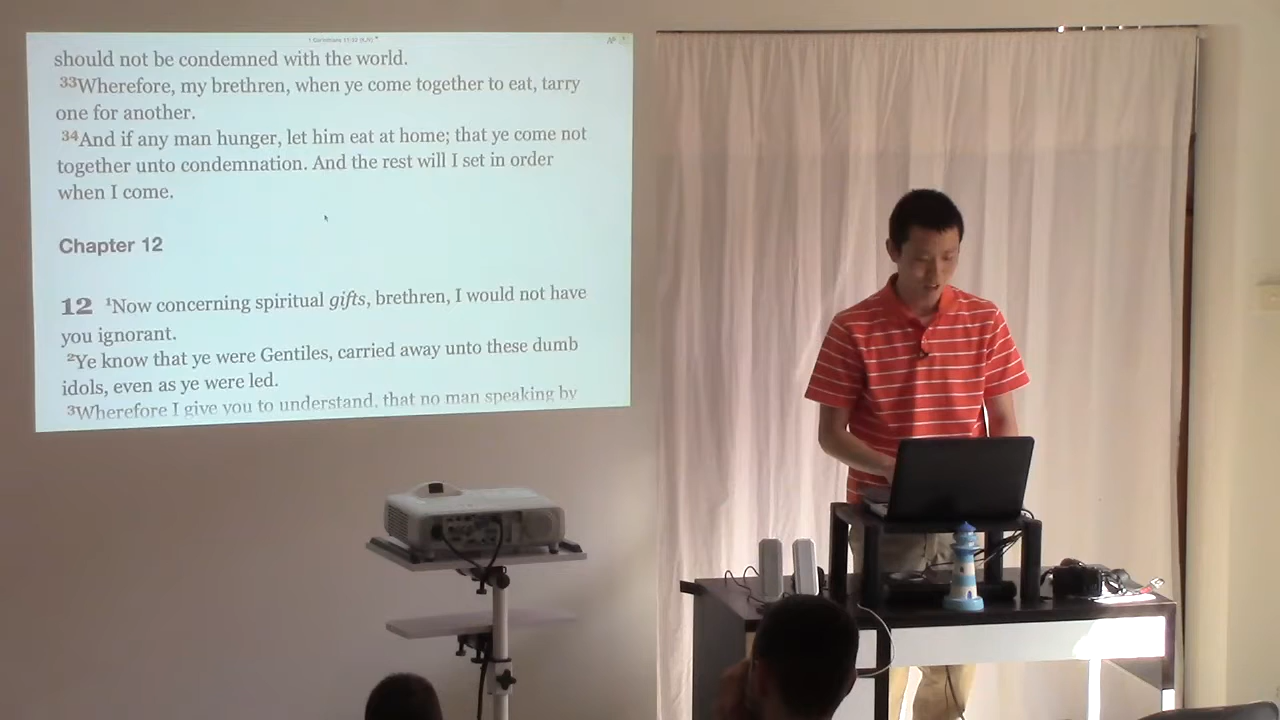 1 Corinthians 11:33 (KJV)
should not be condemned with the world.
33Wherefore, my brethren, when ye come together to eat, tarry
one for another.
34And if any man hunger, let him eat at home; that ye come not
together unto condemnation. And the rest will I set in order
when I come.
Chapter 12
12 1Now concerning spiritual gifts, brethren, I would not have
you ignorant.
2Ye know that ye were Gentiles, carried away unto these dumb
idols, even as ye were led.
3Wherefore I give you to understand, that no man speaking by